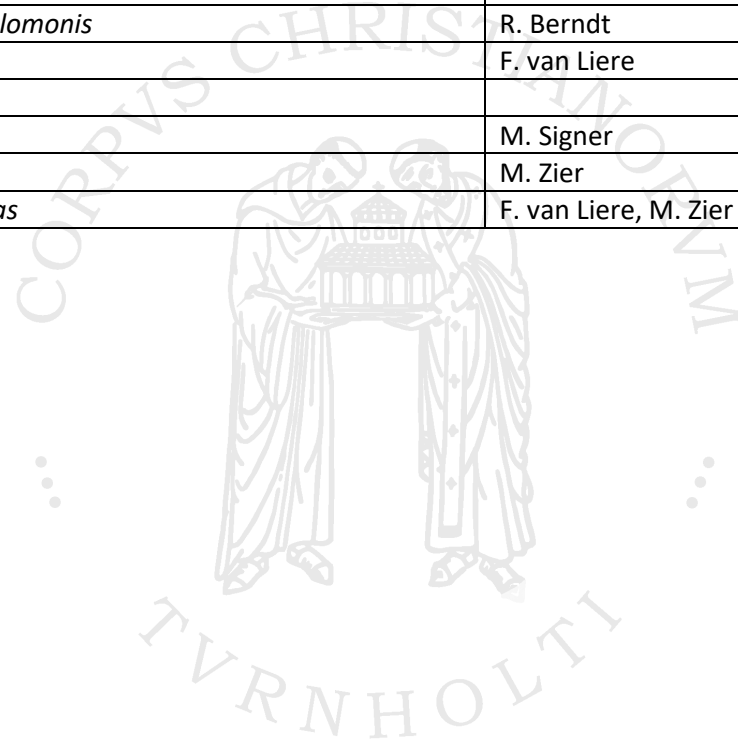 lomonis R. Berndt
F. van Liere
M. Signer
M. Zier
as F. van Liere, M. Zier
CORPVS CHRISTIANORVM
TVRNHOLTI